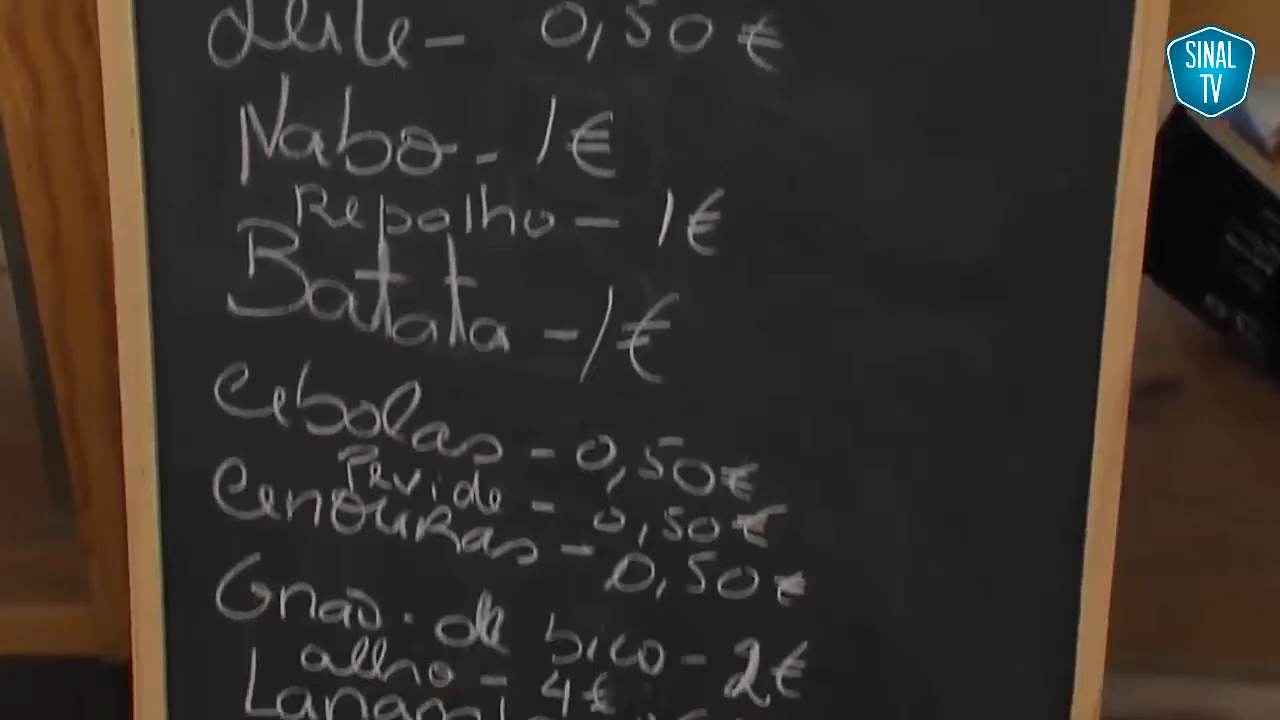 Leite - 0,50 €
Nabo - 1 €
Repolho - 1 €
Batata - 1 €
Cebolas - 0,50 €
Pevide - 0,50 €
Cenouras - 0,50 €
Grão de bico - 2 €
alho - 4 €
SINAL
TV